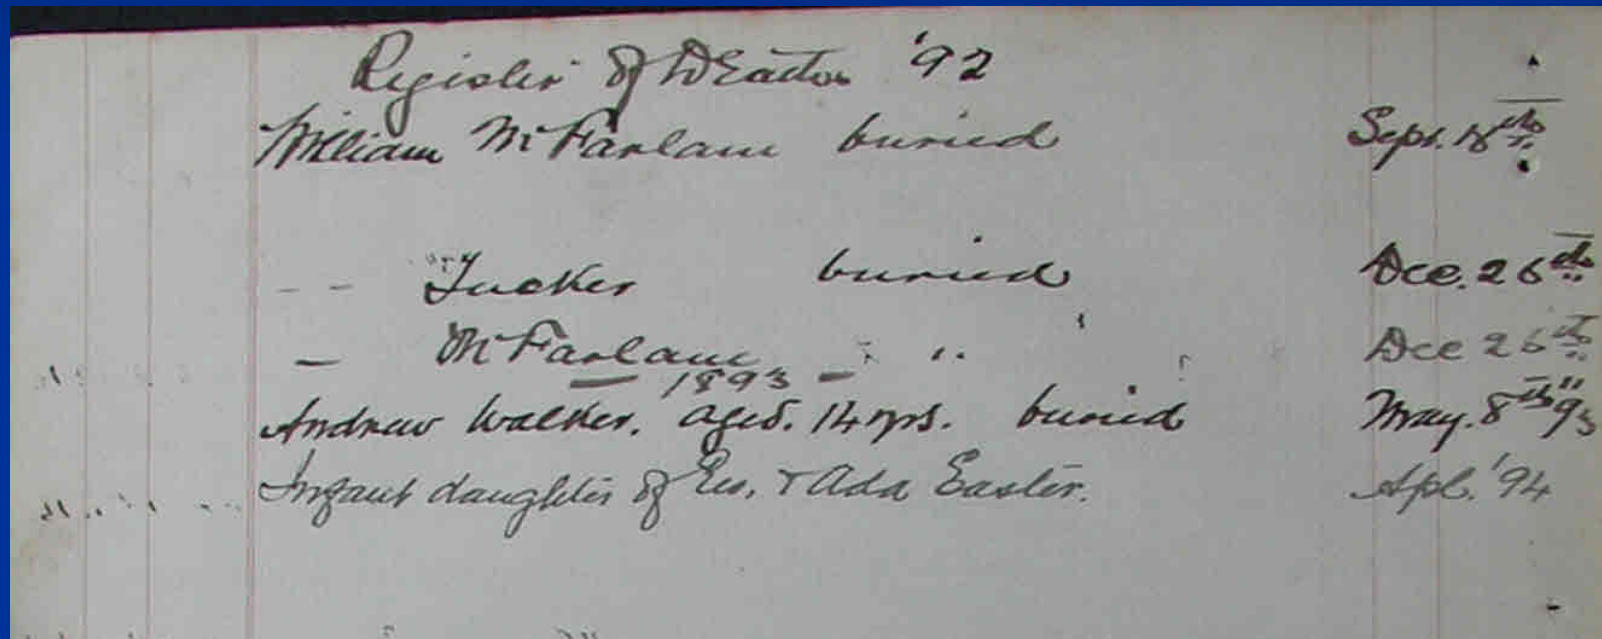 Register of Deaths '92
William McFarlane buried Sept. 18th
— — Tucker buried Dec. 26th
— McFarlane — " " Dec 26th
— 1893 —
Andrew Walker. aged. 14 yrs. buried May. 8th '93
Infant daughter of Geo. & Ada Easter. Apl. '94